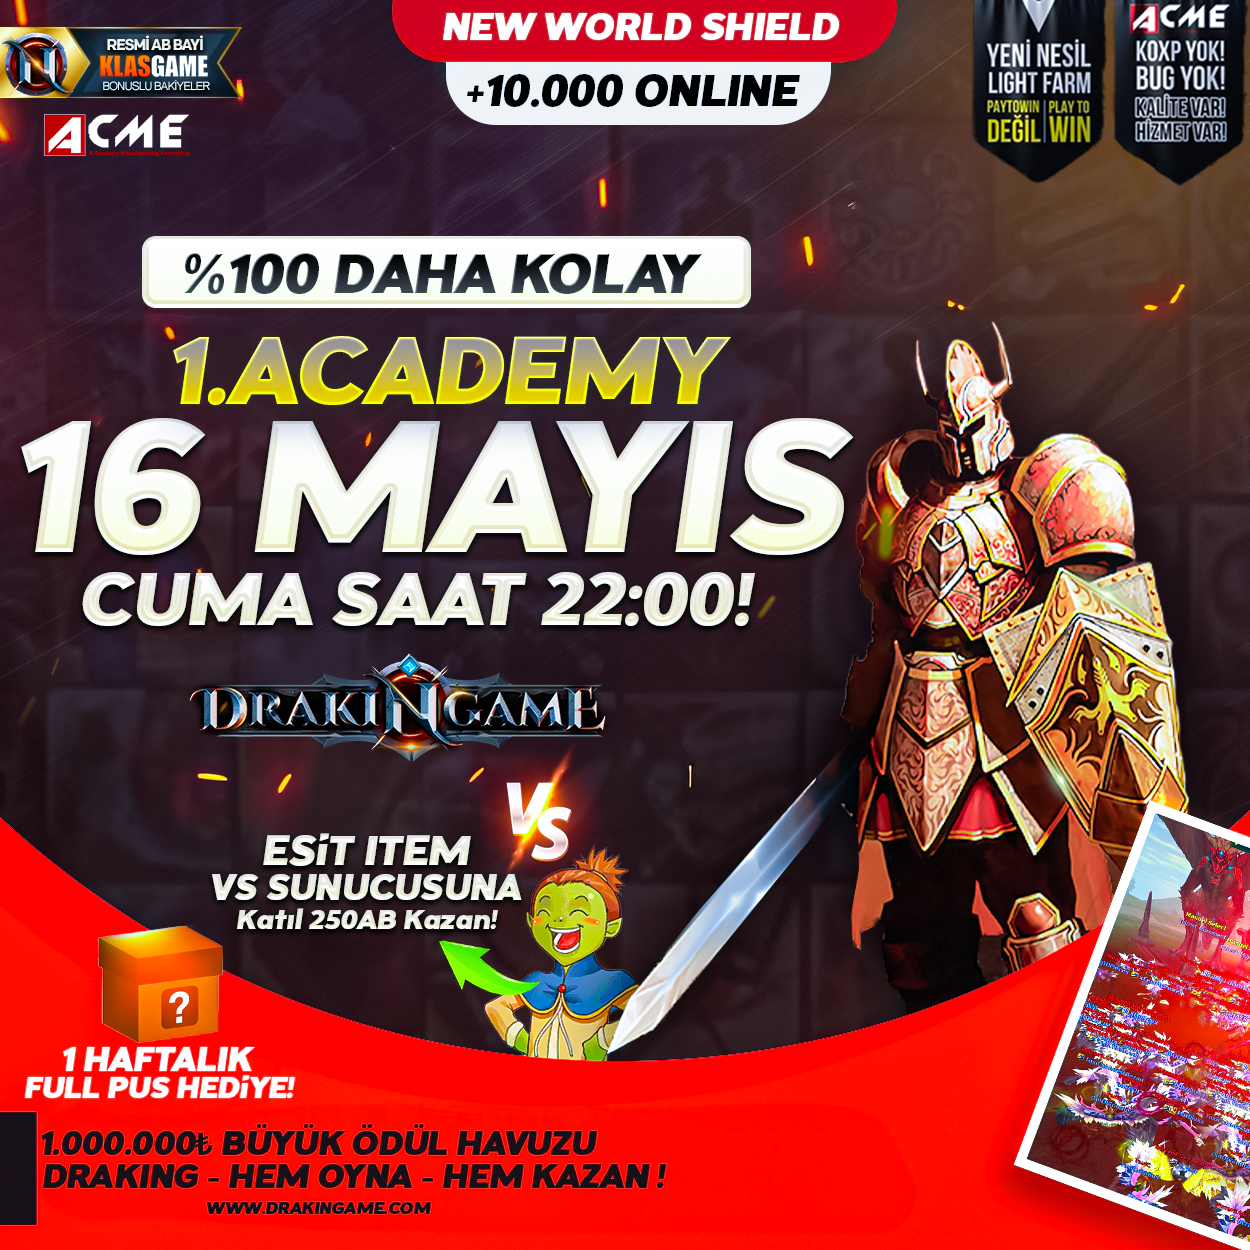 NEW WORLD SHIELD
+10.000 ONLINE
RESMİ AB BAYİ
KLASGAME
BONUSLU BAKİYELER
ACME
YENİ NESİL
LIGHT FARM
PAYTOWIN DEĞİL | PLAY TO WIN
ACME
KOXP YOK!
BUG YOK!
KALİTE VAR!
HİZMET VAR!
%100 DAHA KOLAY
1.ACADEMY
16 MAYIS
CUMA SAAT 22:00!
DRAKINGAME
VS
ESİT ITEM
VS SUNUCUSUNA
Katıl 250AB Kazan!
?
1 HAFTALIK
FULL PUS HEDİYE!
1.000.000₺ BÜYÜK ÖDÜL HAVUZU
DRAKING - HEM OYNA - HEM KAZAN !
WWW.DRAKINGAME.COM